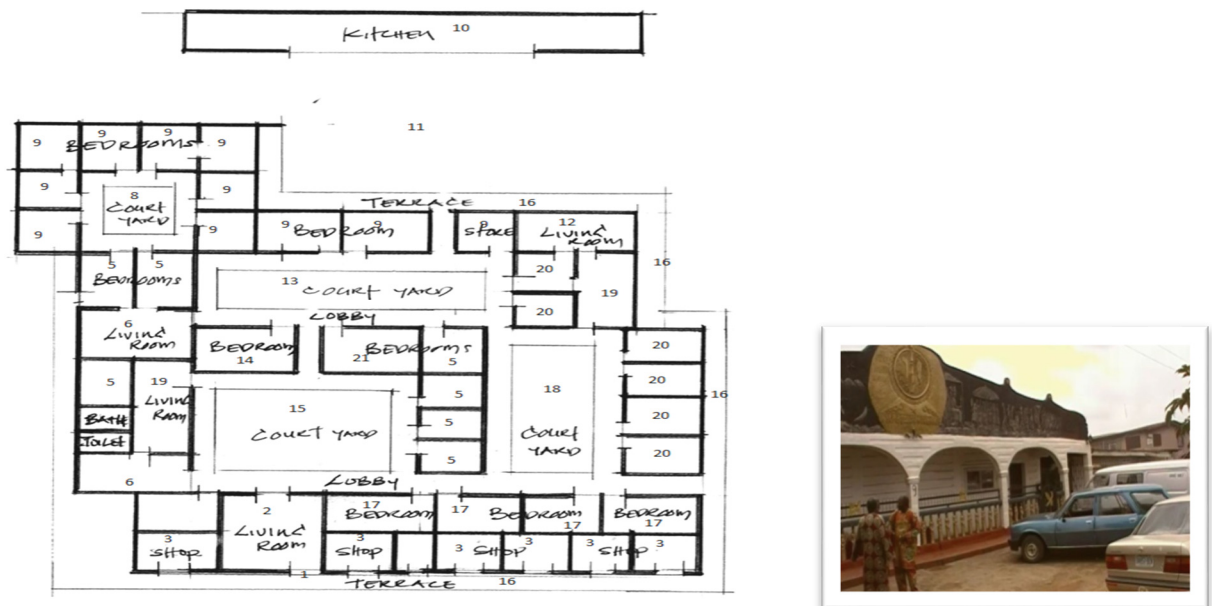 KITCHEN 10
11
9 9 9 9
BEDROOMS
9 8 9
COURT
YARD
9 9
TERRACE 16
9 9 9 12
BEDROOM STORE LIVING
ROOM
5 5
BEDROOMS
13 COURT YARD
20 19 16
20
LOBBY
6
LIVING
ROOM
BEDROOM BEDROOMS
14 21 5
20
5 19
LIVING
ROOM
15
COURT YARD
5
18
COURT
YARD
20 16
BATH
TOILET
5
20
5
20
6
LOBBY
2
LIVING
ROOM
17 17 17 17
BEDROOM BEDROOM BEDROOM
3 3 3 3 3
SHOP SHOP SHOP SHOP
1
TERRACE 16